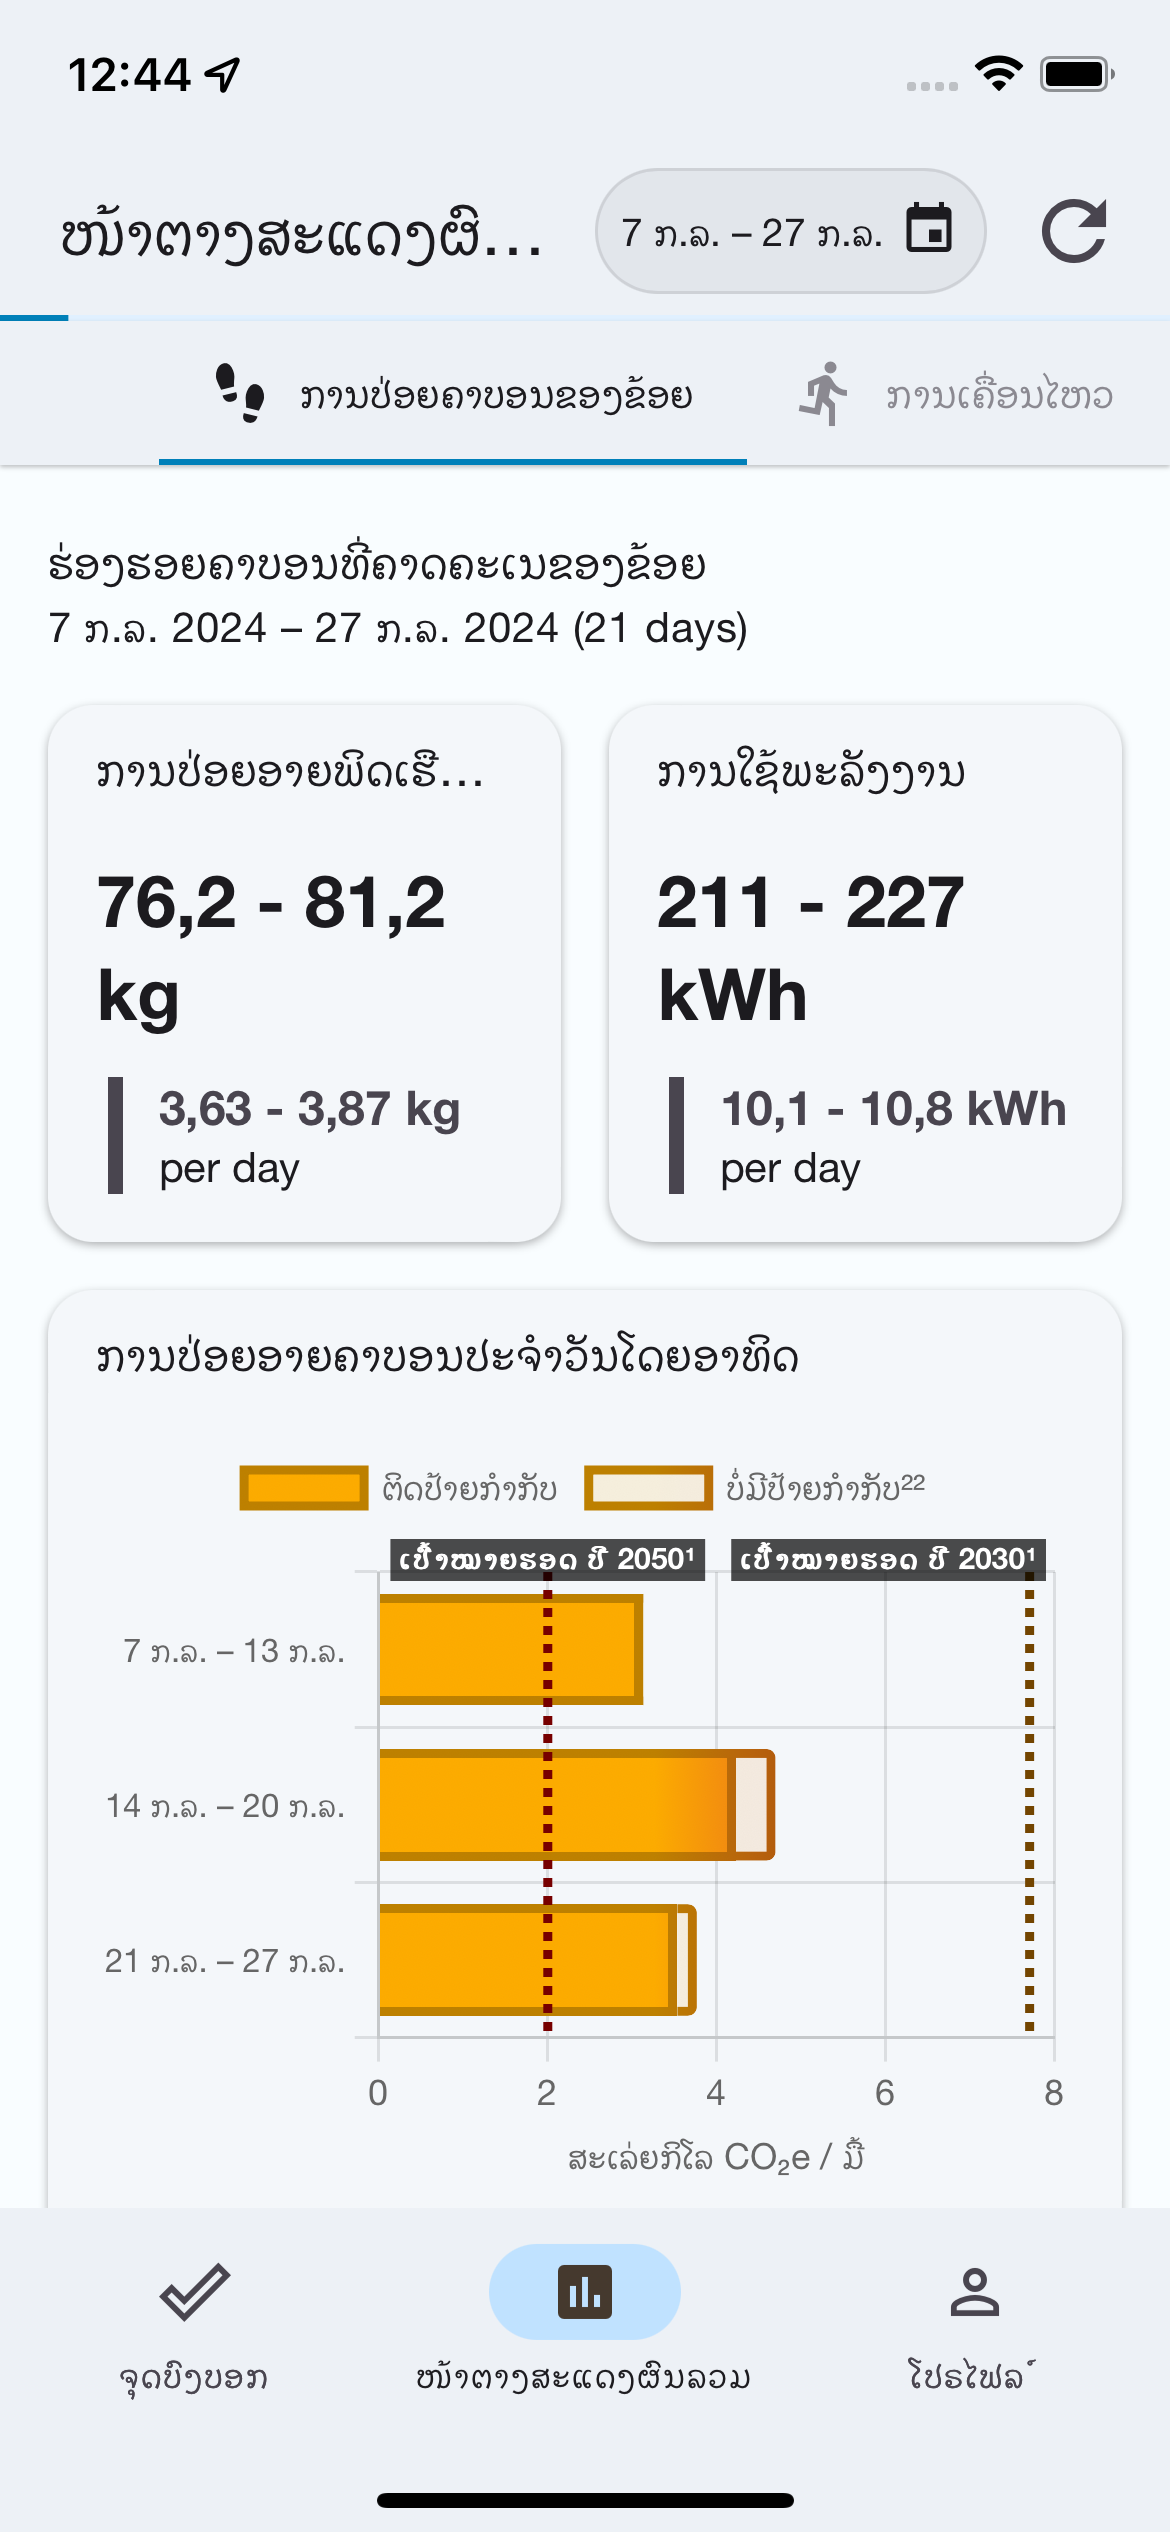 12:44
ໜ້າຕາງສະແດງຜົ...
7 ກ.ລ. – 27 ກ.ລ.
ການປ່ອຍຄາບອນຂອງຂ້ອຍ
ການເຄື່ອນໄຫວ
ຮ່ອງຮອຍຄາບອນທີ່ຄາດຄະເນຂອງຂ້ອຍ
7 ກ.ລ. 2024 – 27 ກ.ລ. 2024 (21 days)
ການປ່ອຍອາຍພິດເຮື...
76,2 - 81,2
kg
3,63 - 3,87 kg
per day
ການໃຊ້ພະລັງງານ
211 - 227
kWh
10,1 - 10,8 kWh
per day
ການປ່ອຍອາຍຄາບອນປະຈຳວັນໂດຍອາທິດ
ຕິດປ້າຍກຳກັບ
ບໍ່ມີປ້າຍກຳກັບ²²
ເປົ້າໝາຍຮອດ ປີ 2050¹
ເປົ້າໝາຍຮອດ ປີ 2030¹
7 ກ.ລ. – 13 ກ.ລ.
14 ກ.ລ. – 20 ກ.ລ.
21 ກ.ລ. – 27 ກ.ລ.
0 2 4 6 8
ສະເລ່ຍກິໂລ CO₂e / ມື້
ຈຸດບົ່ງບອກ
ໜ້າຕາງສະແດງຜົນລວມ
ໂປຣໄຟລ໌